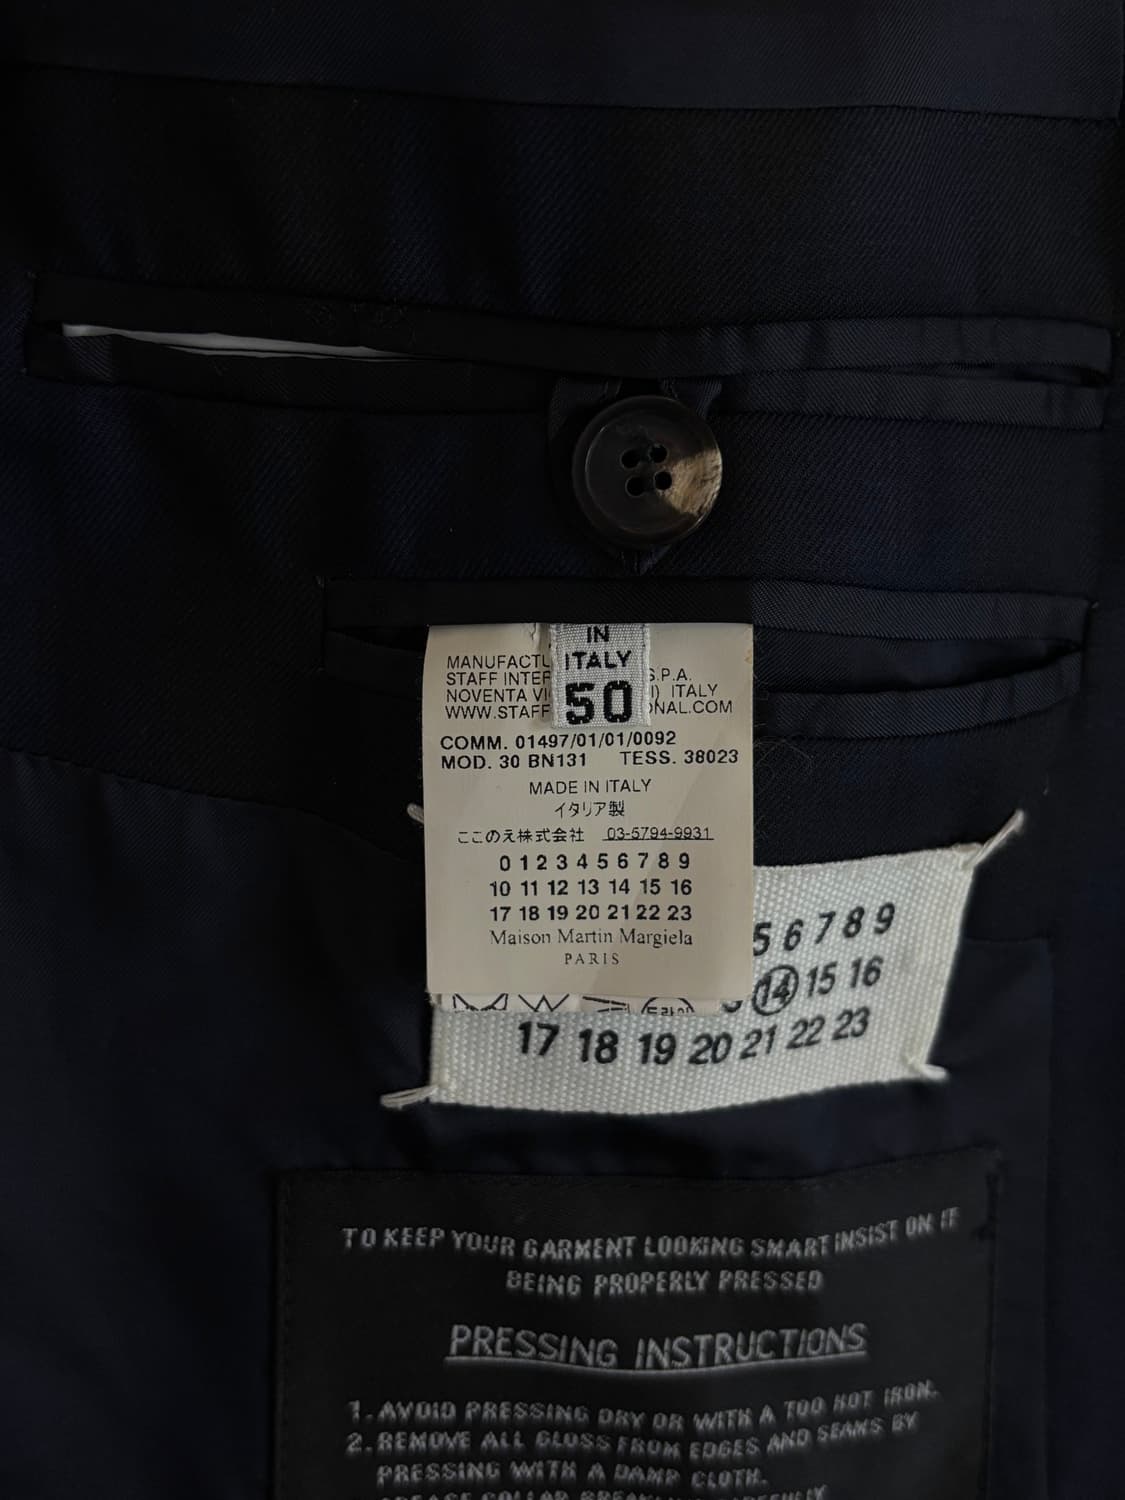 IN
ITALY
50
MANUFACTU
STAFF INTER S.P.A.
NOVENTA VI I) ITALY
WWW.STAFF NAL.COM
COMM. 01497/01/01/0092
MOD. 30 BN131 TESS. 38023
MADE IN ITALY
イタリア製
ここのえ株式会社 03-5794-9931
0 1 2 3 4 5 6 7 8 9
10 11 12 13 14 15 16
17 18 19 20 21 22 23
Maison Martin Margiela
PARIS
5 6 7 8 9
14 15 16
17 18 19 20 21 22 23
TO KEEP YOUR GARMENT LOOKING SMART INSIST ON IT
BEING PROPERLY PRESSED
PRESSING INSTRUCTIONS
1. AVOID PRESSING DRY OR WITH A TOO HOT IRON.
2. REMOVE ALL GLOSS FROM EDGES AND SEAMS BY
PRESSING WITH A DAMP CLOTH.